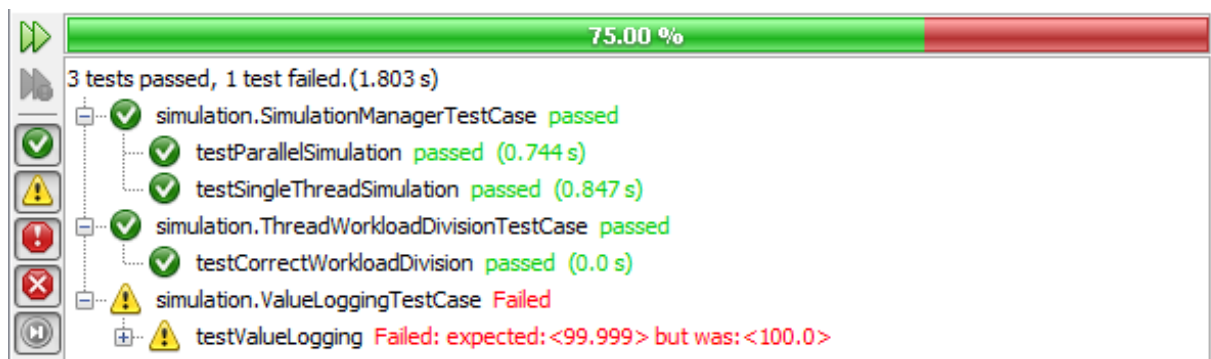 75.00 %
3 tests passed, 1 test failed.(1.803 s)
simulation.SimulationManagerTestCase passed
testParallelSimulation passed (0.744 s)
testSingleThreadSimulation passed (0.847 s)
simulation.ThreadWorkloadDivisionTestCase passed
testCorrectWorkloadDivision passed (0.0 s)
simulation.ValueLoggingTestCase Failed
testValueLogging Failed: expected:<99.999> but was:<100.0>